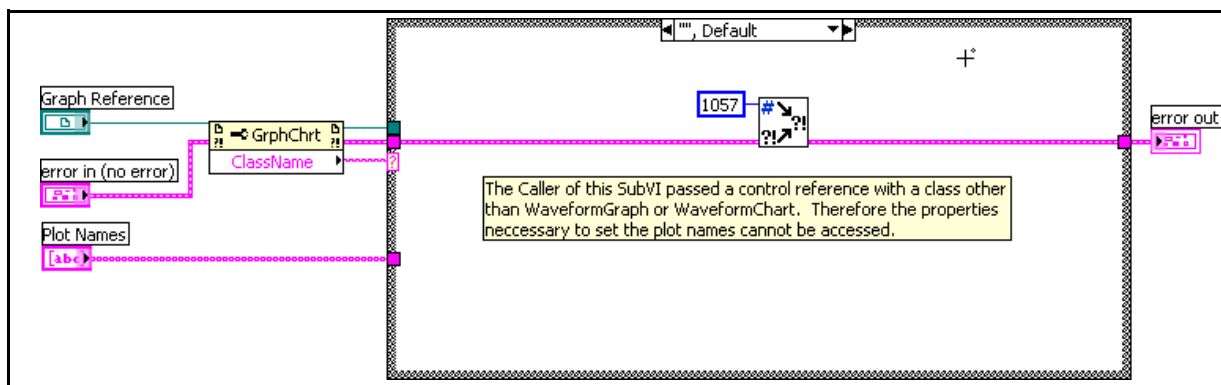 "", Default
Graph Reference
1057
#
?!
?!
error out
?! GrphChrt ?!
ClassName
?
error in (no error)
The Caller of this SubVI passed a control reference with a class other
than WaveformGraph or WaveformChart.  Therefore the properties
neccessary to set the plot names cannot be accessed.
Plot Names
[abc]